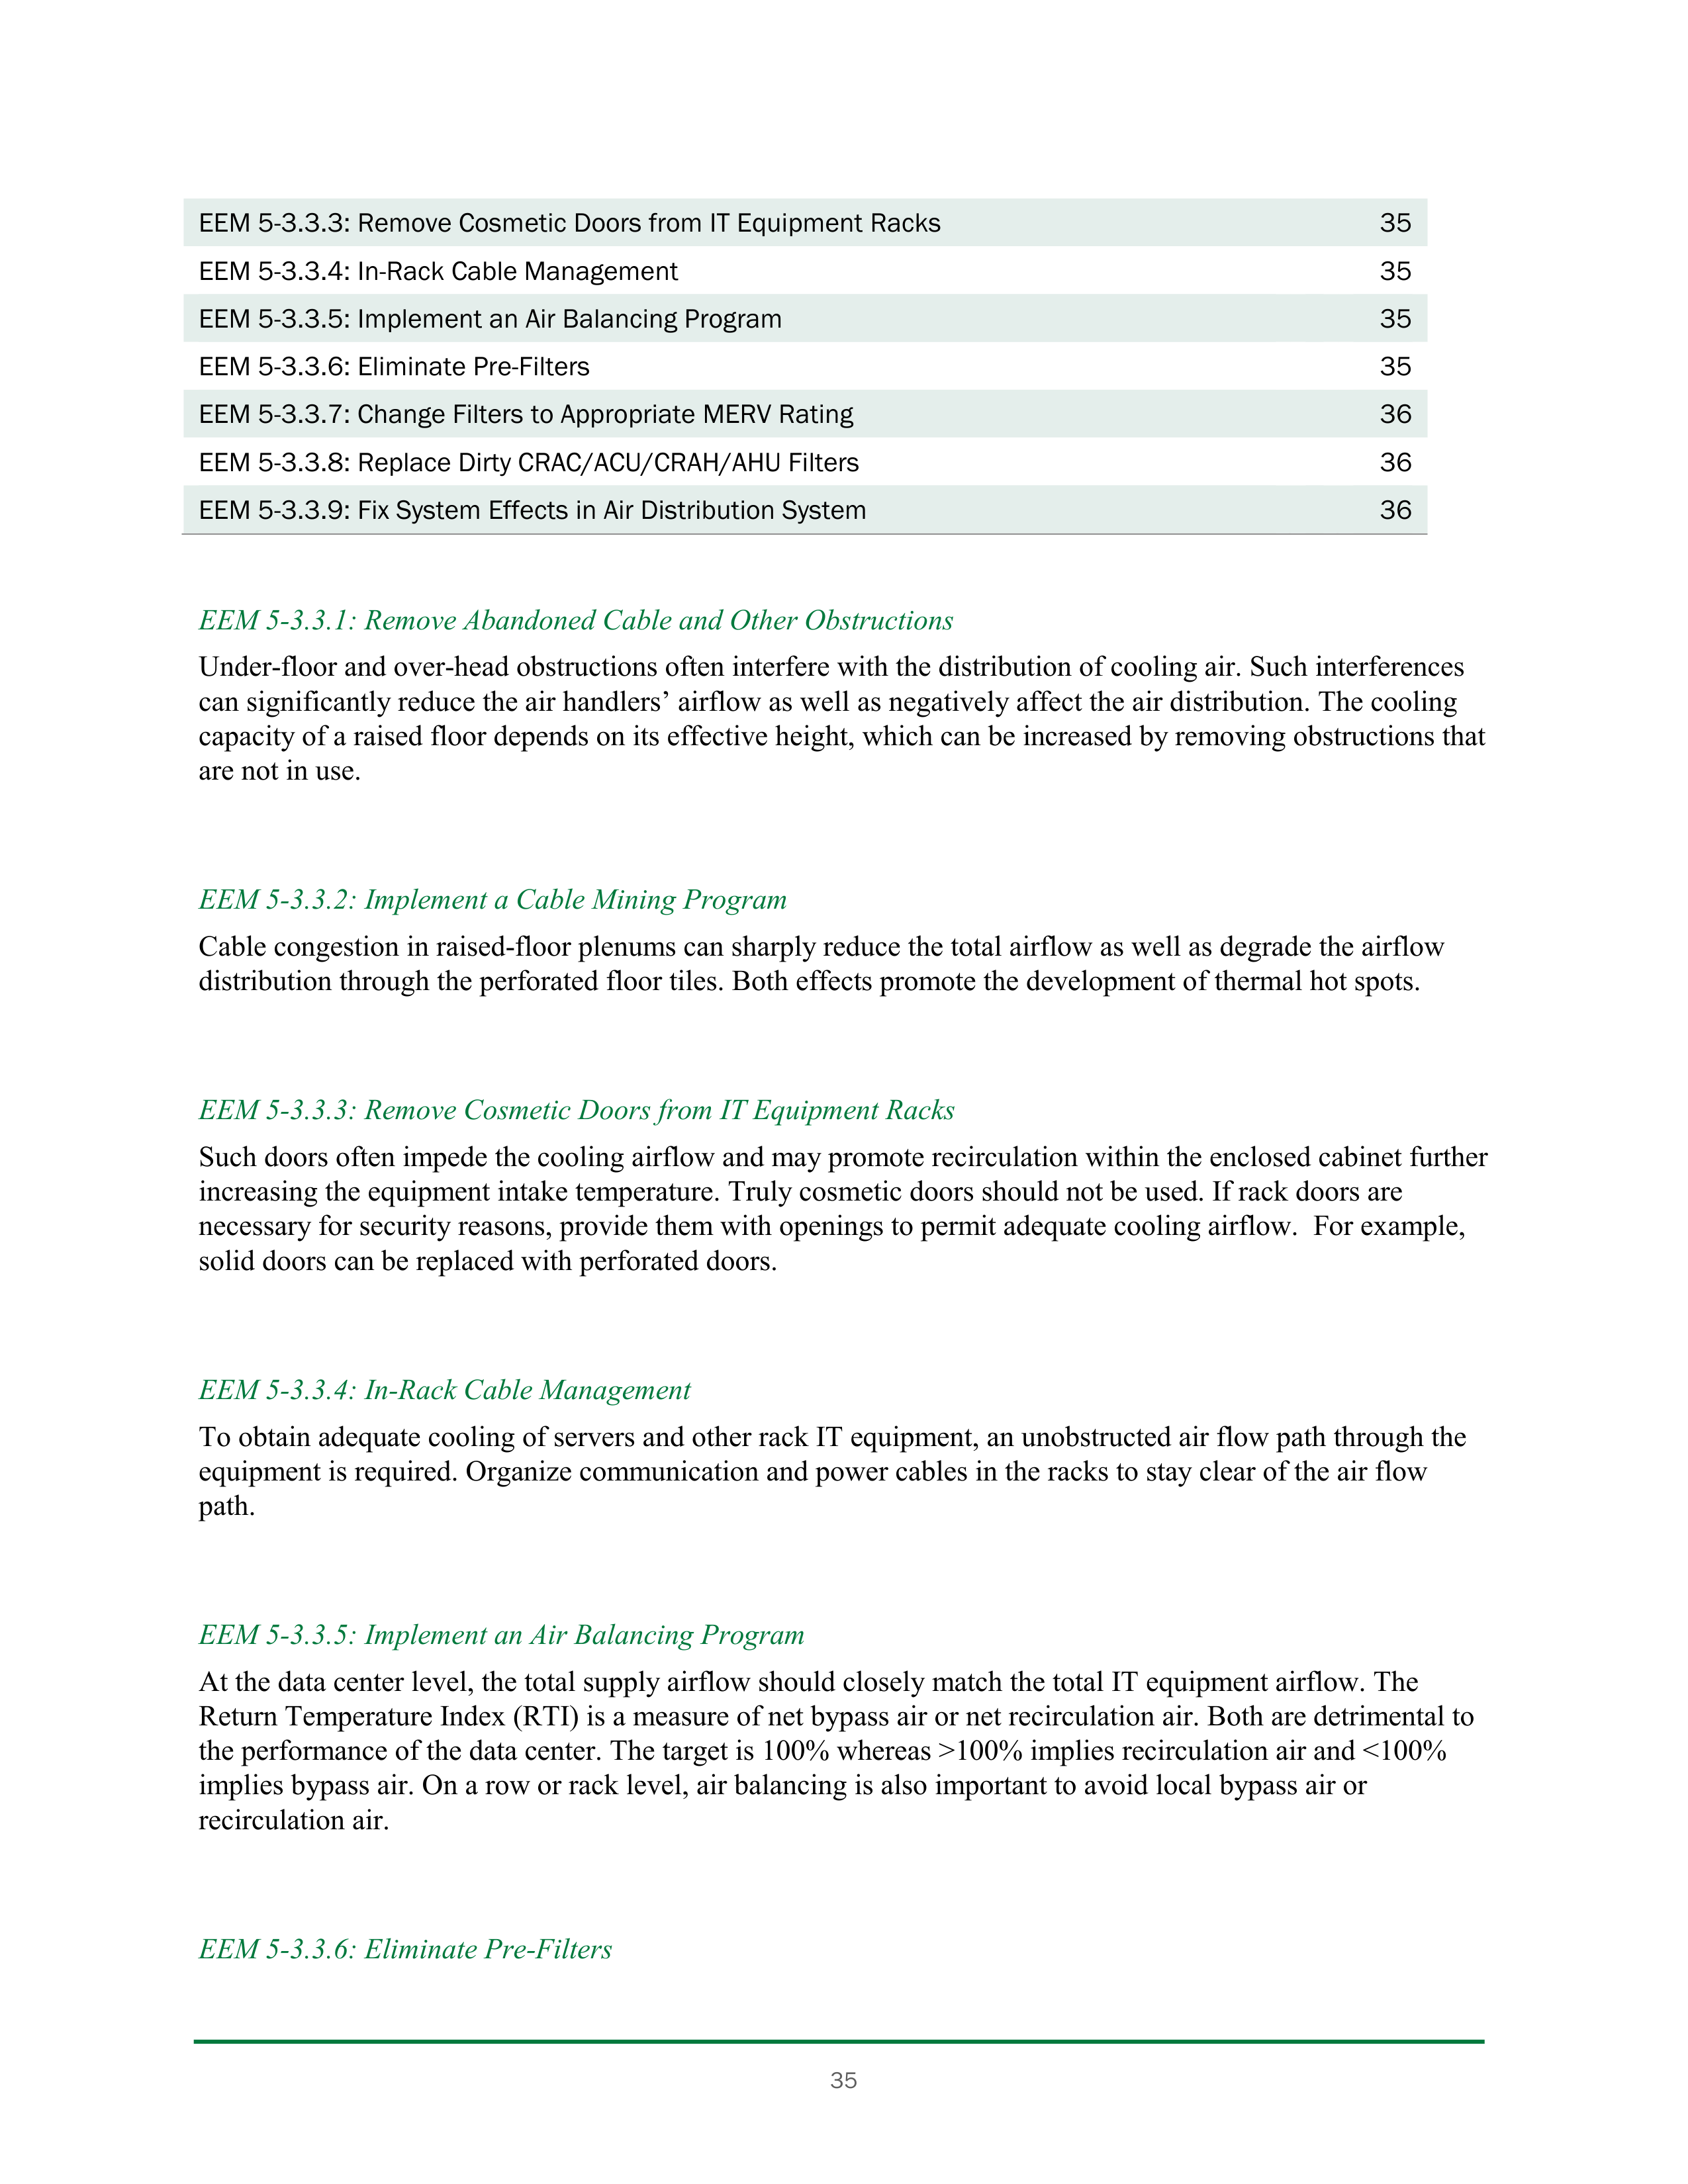 EEM 5-3.3.3: Remove Cosmetic Doors from IT Equipment Racks 35
EEM 5-3.3.4: In-Rack Cable Management 35
EEM 5-3.3.5: Implement an Air Balancing Program 35
EEM 5-3.3.6: Eliminate Pre-Filters 35
EEM 5-3.3.7: Change Filters to Appropriate MERV Rating 36
EEM 5-3.3.8: Replace Dirty CRAC/ACU/CRAH/AHU Filters 36
EEM 5-3.3.9: Fix System Effects in Air Distribution System 36
EEM 5-3.3.1: Remove Abandoned Cable and Other Obstructions
Under-floor and over-head obstructions often interfere with the distribution of cooling air. Such interferences
can significantly reduce the air handlers’ airflow as well as negatively affect the air distribution. The cooling
capacity of a raised floor depends on its effective height, which can be increased by removing obstructions that
are not in use.
EEM 5-3.3.2: Implement a Cable Mining Program
Cable congestion in raised-floor plenums can sharply reduce the total airflow as well as degrade the airflow
distribution through the perforated floor tiles. Both effects promote the development of thermal hot spots.
EEM 5-3.3.3: Remove Cosmetic Doors from IT Equipment Racks
Such doors often impede the cooling airflow and may promote recirculation within the enclosed cabinet further
increasing the equipment intake temperature. Truly cosmetic doors should not be used. If rack doors are
necessary for security reasons, provide them with openings to permit adequate cooling airflow.  For example,
solid doors can be replaced with perforated doors.
EEM 5-3.3.4: In-Rack Cable Management
To obtain adequate cooling of servers and other rack IT equipment, an unobstructed air flow path through the
equipment is required. Organize communication and power cables in the racks to stay clear of the air flow
path.
EEM 5-3.3.5: Implement an Air Balancing Program
At the data center level, the total supply airflow should closely match the total IT equipment airflow. The
Return Temperature Index (RTI) is a measure of net bypass air or net recirculation air. Both are detrimental to
the performance of the data center. The target is 100% whereas >100% implies recirculation air and <100%
implies bypass air. On a row or rack level, air balancing is also important to avoid local bypass air or
recirculation air.
EEM 5-3.3.6: Eliminate Pre-Filters
35